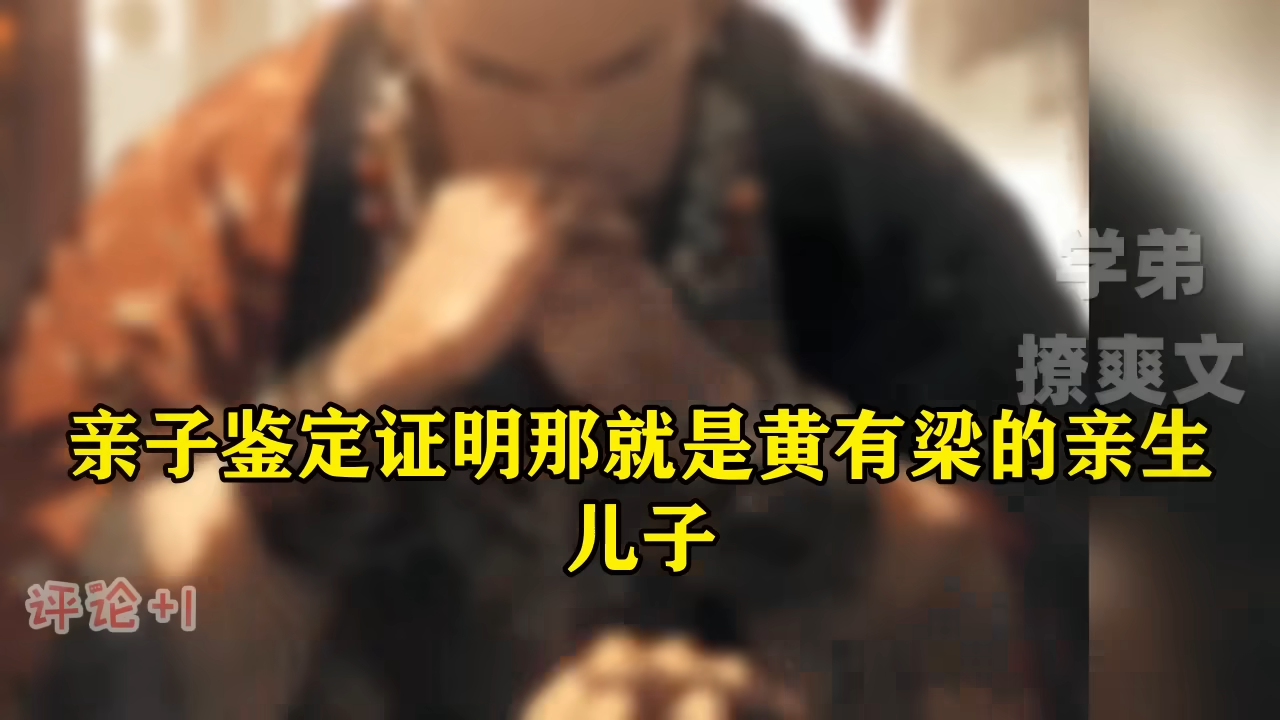 学弟
撩爽文
亲子鉴定证明那就是黄有梁的亲生
儿子
评论+1